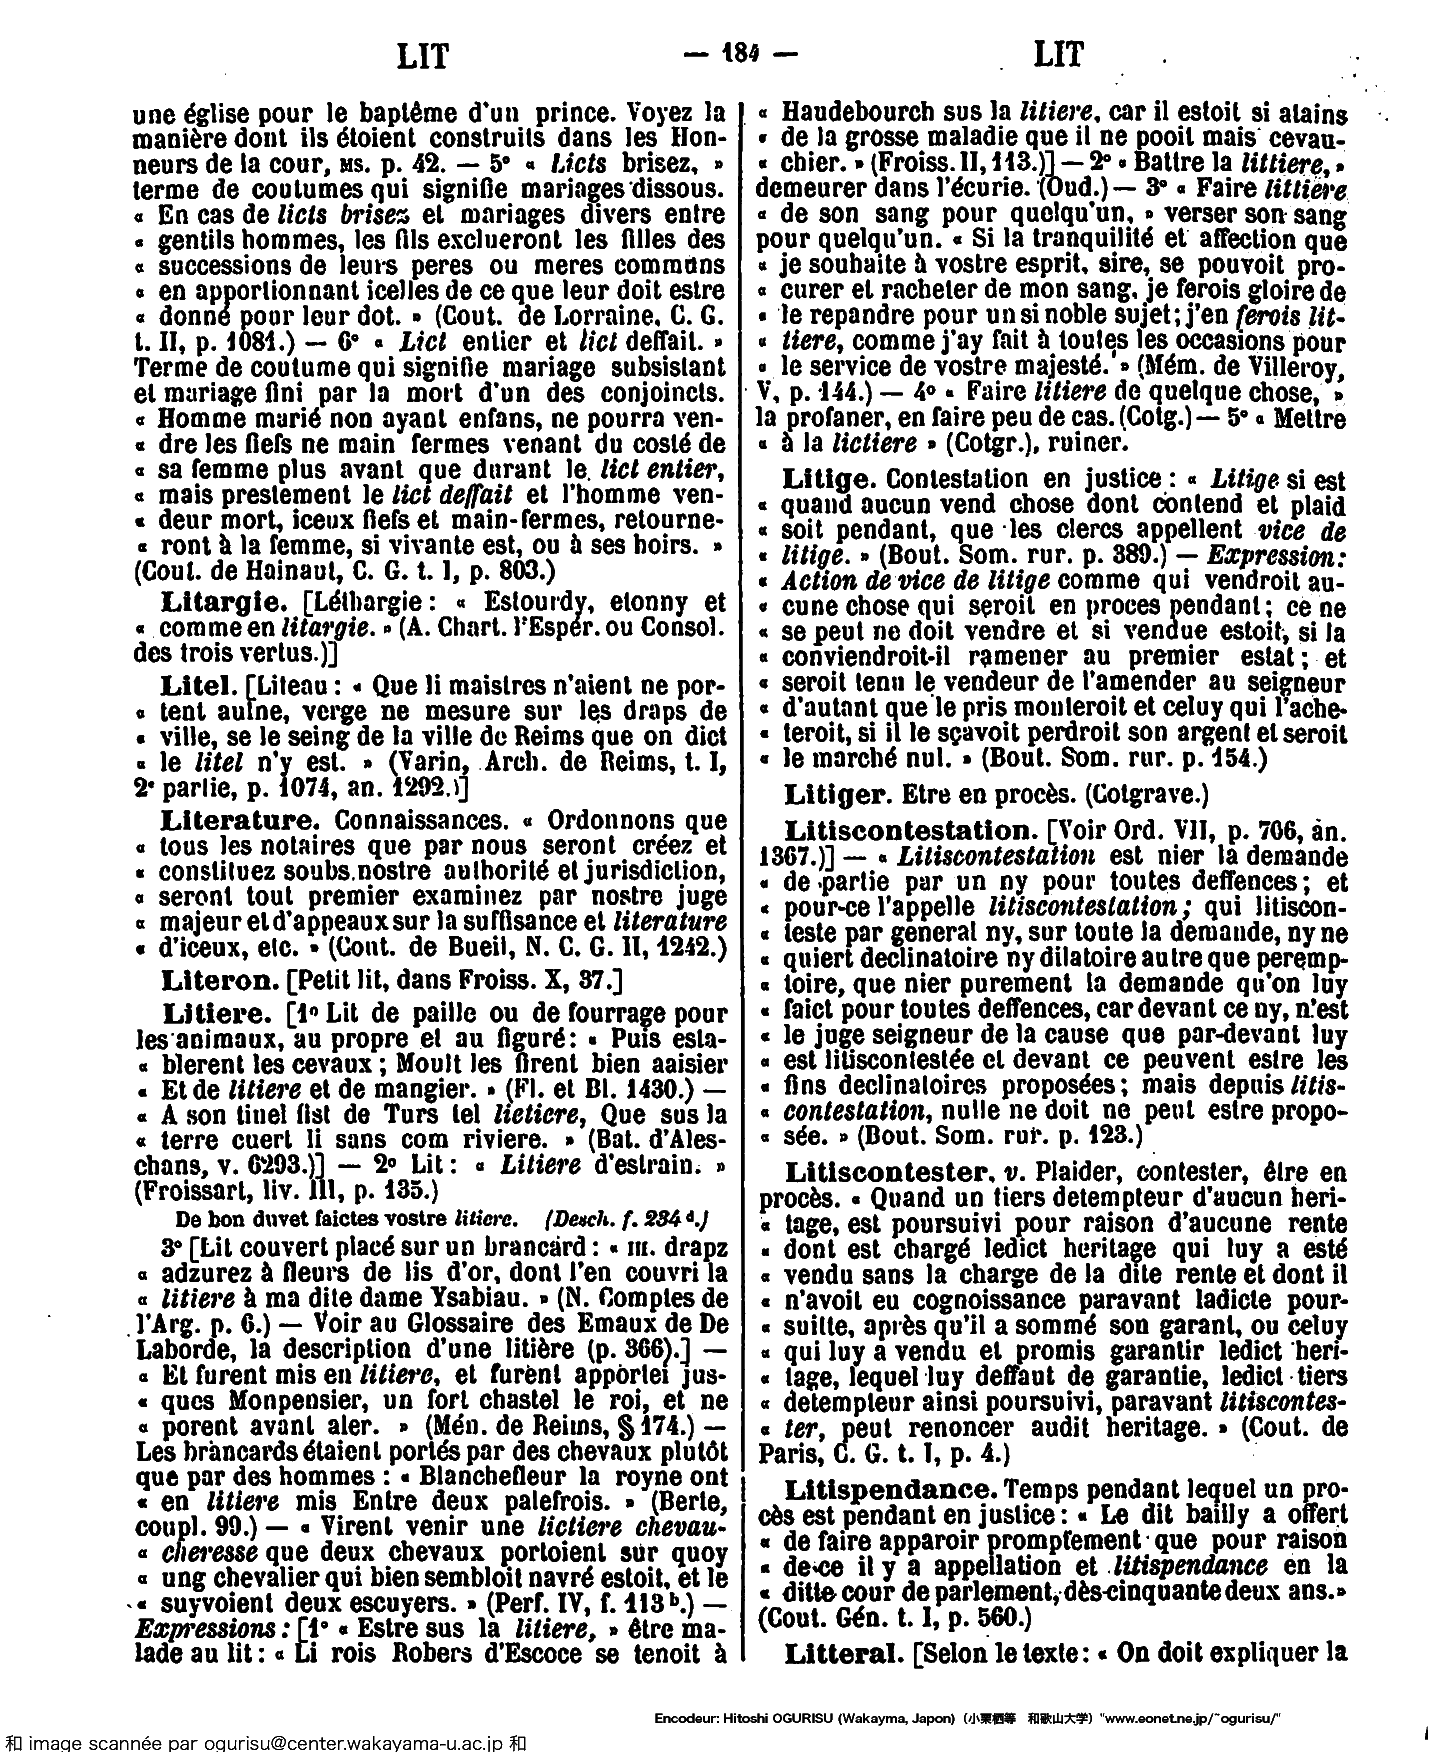 LIT — 184 — LIT
une église pour le baptême d'un prince. Voyez la
manière dont ils étoient construits dans les Hon-
neurs de la cour, MS. p. 42. — 5° « Licts brisez, »
terme de coutumes qui signifie mariages dissous.
« En cas de licts brisez et mariages divers entre
« gentils hommes, les fils exclueront les filles des
« successions de leurs peres ou meres communs
« en apportionnant icelles de ce que leur doit estre
« donné pour leur dot. » (Cout. de Lorraine, C. G.
t. II, p. 1081.) — 6° « Lict entier et lict deffait. »
Terme de coutume qui signifie mariage subsistant
et mariage fini par la mort d'un des conjoincts.
« Homme marié non ayant enfans, ne pourra ven-
« dre les fiefs ne main fermes venant du costé de
« sa femme plus avant que durant le lict entier,
« mais prestement le lict deffait et l'homme ven-
« deur mort, iceux fiefs et main-fermes, retourne-
« ront à la femme, si vivante est, ou à ses hoirs. »
(Cout. de Hainaut, C. G. t. I, p. 803.)
Litargie. [Léthargie : « Estourdy, etonny et
« comme en litargie. » (A. Chart. l'Esper. ou Consol.
des trois vertus.)]
Litel. [Liteau : « Que li maistres n'aient ne por-
« tent aulne, verge ne mesure sur les draps de
« ville, se le seing de la ville de Reims que on dict
« le litel n'y est. » (Varin, Arch. de Reims, t. I,
2e partie, p. 1074, an. 1292.)]
Literature. Connaissances. « Ordonnons que
« tous les notaires que par nous seront créez et
« constituez soubs nostre authorité et jurisdiction,
« seront tout premier examinez par nostre juge
« majeur et d'appeaux sur la suffisance et literature
« d'iceux, etc. » (Cont. de Bueil, N. C. G. II, 1242.)
Literon. [Petit lit, dans Froiss. X, 37.]
Litiere. [1° Lit de paille ou de fourrage pour
les animaux, au propre et au figuré : « Puis esta-
« blerent les cevaux ; Moult les firent bien aaisier
« Et de litiere et de mangier. » (Fl. et Bl. 1430.) —
« A son tinel fist de Turs tel lietiere, Que sus la
« terre cuert li sans com riviere. » (Bat. d'Ales-
chans, v. 6293.)] — 2° Lit : « Litiere d'estrain. »
(Froissart, liv. III, p. 135.)
De bon duvet faictes vostre litiere. (Desch. f. 234 d.)
3° [Lit couvert placé sur un brancard : « III. drapz
« adzurez à fleurs de lis d'or, dont l'en couvri la
« litiere à ma dite dame Ysabiau. » (N. Comptes de
l'Arg. p. 6.) — Voir au Glossaire des Emaux de De
Laborde, la description d'une litière (p. 366).] —
« Et furent mis en litiere, et furent apportei jus-
« ques Monpensier, un fort chastel le roi, et ne
« porent avant aler. » (Mén. de Reims, § 174.) —
Les brancards étaient portés par des chevaux plutôt
que par des hommes : « Blanchefleur la royne ont
« en litiere mis Entre deux palefrois. » (Berte,
coupl. 99.) — « Virent venir une lictiere chevau-
« cheresse que deux chevaux portoient sur quoy
« ung chevalier qui bien sembloit navré estoit, et le
« suyvoient deux escuyers. » (Perf. IV, f. 113 b.) —
Expressions : [1° « Estre sus la litiere, » être ma-
lade au lit : « Li rois Robers d'Escoce se tenoit à
« Haudebourch sus la litiere, car il estoit si atains
« de la grosse maladie que il ne pooit mais cevau-
« chier. » (Froiss. II, 113.)] — 2° « Battre la littiere, »
demeurer dans l'écurie. (Oud.) — 3° « Faire littiere
« de son sang pour quelqu'un, » verser son sang
pour quelqu'un. « Si la tranquilité et affection que
« je souhaite à vostre esprit, sire, se pouvoit pro-
« curer et racheter de mon sang, je ferois gloire de
« le repandre pour un si noble sujet ; j'en ferois lit-
« tiere, comme j'ay fait à toutes les occasions pour
« le service de vostre majesté. » (Mém. de Villeroy,
V, p. 144.) — 4° « Faire litiere de quelque chose, »
la profaner, en faire peu de cas. (Cotg.) — 5° « Mettre
« à la lictiere » (Cotgr.), ruiner.
Litige. Contestation en justice : « Litige si est
« quand aucun vend chose dont contend et plaid
« soit pendant, que les clercs appellent vice de
« litige. » (Bout. Som. rur. p. 389.) — Expression :
« Action de vice de litige comme qui vendroit au-
« cune chose qui seroit en proces pendant ; ce ne
« se peut ne doit vendre et si vendue estoit, si la
« conviendroit-il ramener au premier estat ; et
« seroit tenu le vendeur de l'amender au seigneur
« d'autant que le pris monteroit et celuy qui l'ache-
« teroit, si il le sçavoit perdroit son argent et seroit
« le marché nul. » (Bout. Som. rur. p. 154.)
Litiger. Etre en procès. (Cotgrave.)
Litiscontestation. [Voir Ord. VII, p. 706, an.
1367.)] — « Litiscontestation est nier la demande
« de partie par un ny pour toutes deffences ; et
« pour-ce l'appelle litiscontestation ; qui litiscon-
« teste par general ny, sur toute la demande, ny ne
« quiert declinatoire ny dilatoire autre que peremp-
« toire, que nier purement la demande qu'on luy
« faict pour toutes deffences, car devant ce ny, n'est
« le juge seigneur de la cause que par-devant luy
« est litiscontestée et devant ce peuvent estre les
« fins declinatoires proposées ; mais depuis litis-
« contestation, nulle ne doit ne peut estre propo-
« sée. » (Bout. Som. rur. p. 123.)
Litiscontester, v. Plaider, contester, être en
procès. « Quand un tiers detempteur d'aucun heri-
« tage, est poursuivi pour raison d'aucune rente
« dont est chargé ledict heritage qui luy a esté
« vendu sans la charge de la dite rente et dont il
« n'avoit eu cognoissance paravant ladicte pour-
« suitte, après qu'il a sommé son garant, ou celuy
« qui luy a vendu et promis garantir ledict heri-
« tage, lequel luy deffaut de garantie, ledict tiers
« detempteur ainsi poursuivi, paravant litiscontes-
« ter, peut renoncer audit heritage. » (Cout. de
Paris, C. G. t. I, p. 4.)
Litispendance. Temps pendant lequel un pro-
cès est pendant en justice : « Le dit bailly a offert
« de faire apparoir promptement que pour raison
« de ce il y a appellation et litispendance en la
« ditte cour de parlement, dès cinquante deux ans. »
(Cout. Gén. t. I, p. 560.)
Litteral. [Selon le texte : « On doit expliquer la
Encodeur: Hitoshi OGURISU (Wakayma, Japon) (小栗栖等 和歌山大学) "www.eonet.ne.jp/~ogurisu/"
和 image scannée par ogurisu@center.wakayama-u.ac.jp 和